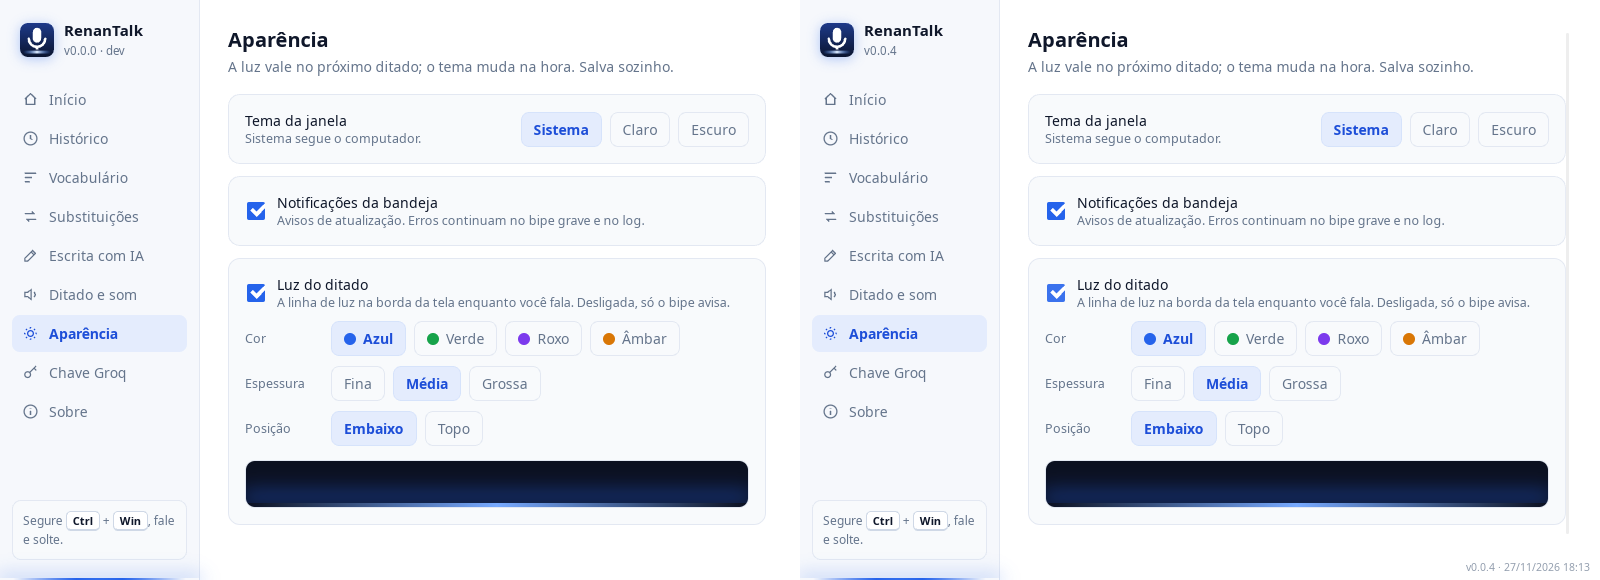 RenanTalk
v0.0.0 · dev
Início
Histórico
Vocabulário
Substituições
Escrita com IA
Ditado e som
Aparência
Chave Groq
Sobre
Segure Ctrl + Win, fale
e solte.
Aparência
A luz vale no próximo ditado; o tema muda na hora. Salva sozinho.
Tema da janela
Sistema segue o computador.
Sistema
Claro
Escuro
Notificações da bandeja
Avisos de atualização. Erros continuam no bipe grave e no log.
Luz do ditado
A linha de luz na borda da tela enquanto você fala. Desligada, só o bipe avisa.
Cor
Azul
Verde
Roxo
Âmbar
Espessura
Fina
Média
Grossa
Posição
Embaixo
Topo
RenanTalk
v0.0.4
Início
Histórico
Vocabulário
Substituições
Escrita com IA
Ditado e som
Aparência
Chave Groq
Sobre
Segure Ctrl + Win, fale
e solte.
Aparência
A luz vale no próximo ditado; o tema muda na hora. Salva sozinho.
Tema da janela
Sistema segue o computador.
Sistema
Claro
Escuro
Notificações da bandeja
Avisos de atualização. Erros continuam no bipe grave e no log.
Luz do ditado
A linha de luz na borda da tela enquanto você fala. Desligada, só o bipe avisa.
Cor
Azul
Verde
Roxo
Âmbar
Espessura
Fina
Média
Grossa
Posição
Embaixo
Topo
v0.0.4 · 27/11/2026 18:13